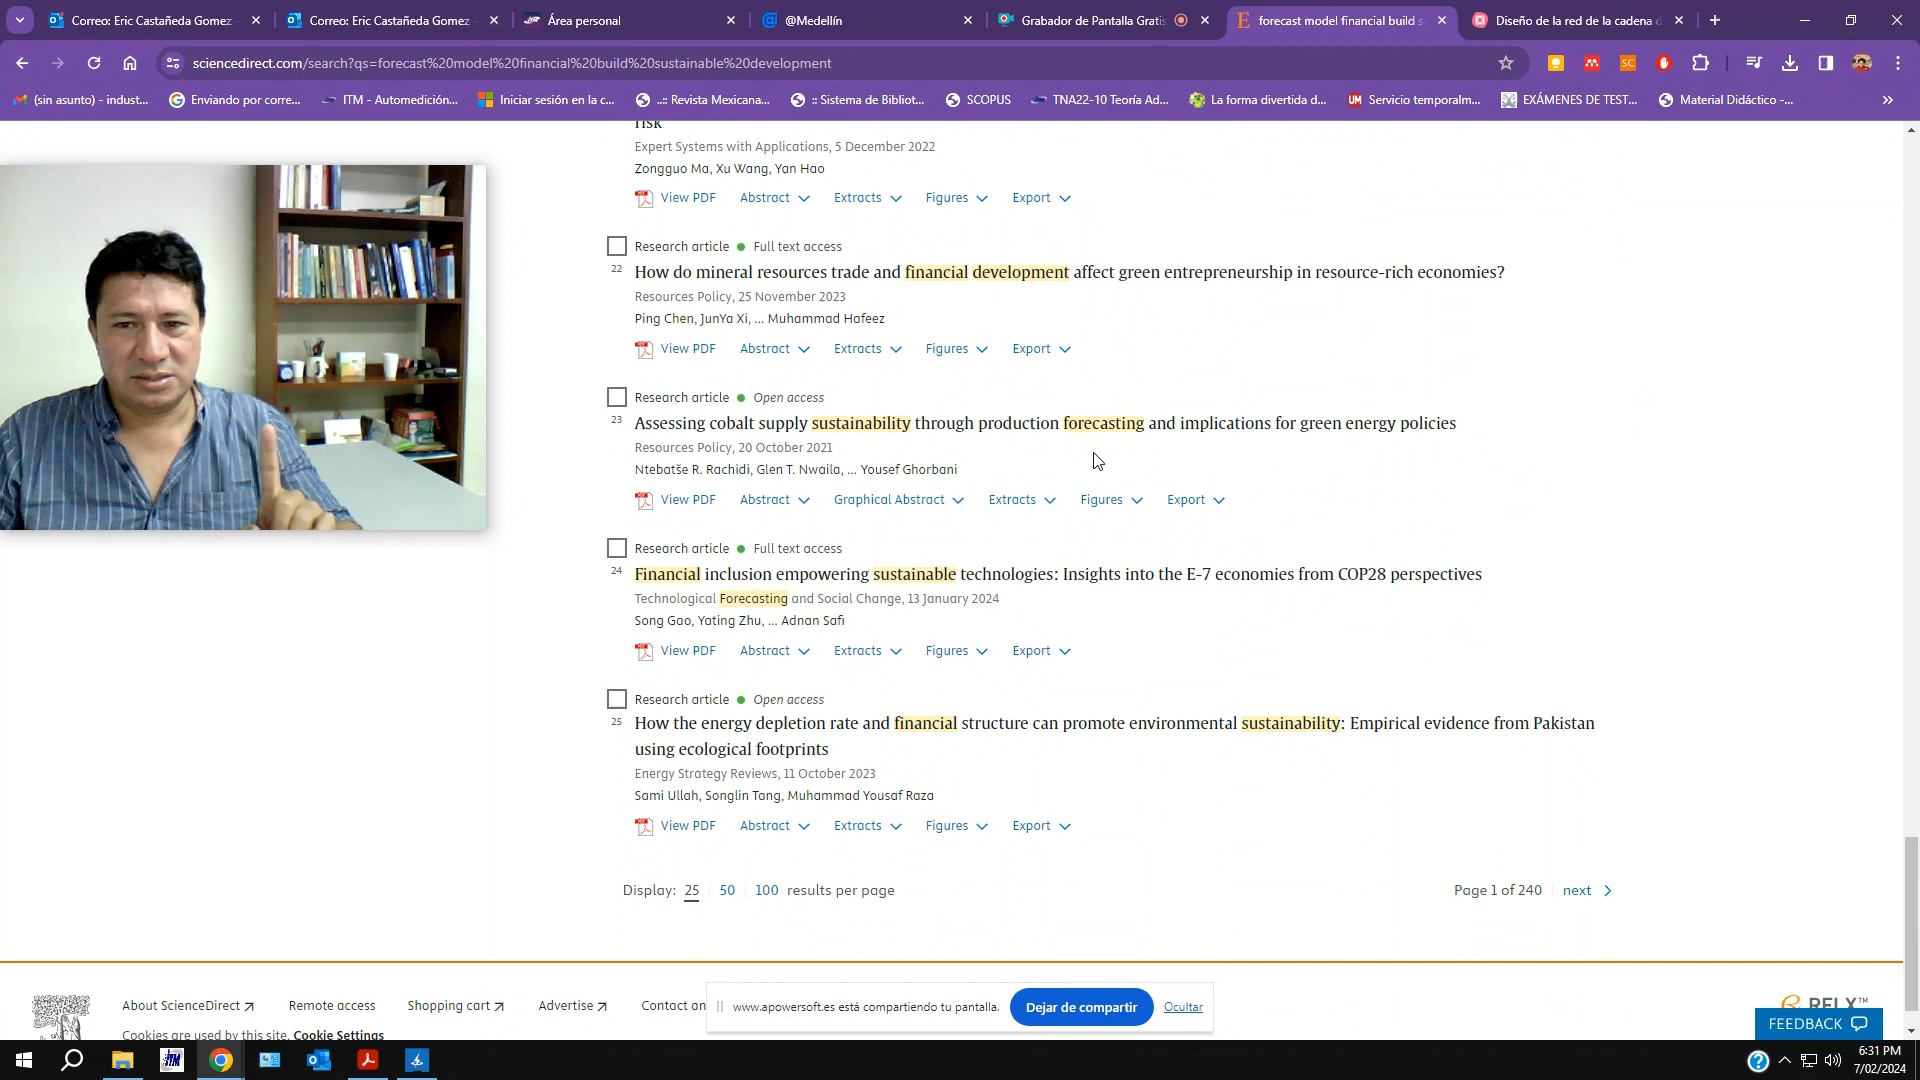 Correo: Eric Castañeda Gomez
Correo: Eric Castañeda Gomez
Área personal
@Medellín
Grabador de Pantalla Gratis
forecast model financial build s
Diseño de la red de la cadena d
sciencedirect.com/search?qs=forecast%20model%20financial%20build%20sustainable%20development
(sin asunto) - indust...
Enviando por corre...
ITM - Automedición...
Iniciar sesión en la c...
..:: Revista Mexicana...
:: Sistema de Bibliot...
SCOPUS
TNA22-10 Teoría Ad...
La forma divertida d...
UM Servicio temporalm...
EXÁMENES DE TEST...
Material Didáctico -...
risk
Expert Systems with Applications, 5 December 2022
Zongguo Ma, Xu Wang, Yan Hao
View PDF Abstract Extracts Figures Export
Research article Full text access
22 How do mineral resources trade and financial development affect green entrepreneurship in resource-rich economies?
Resources Policy, 25 November 2023
Ping Chen, JunYa Xi, ... Muhammad Hafeez
View PDF Abstract Extracts Figures Export
Research article Open access
23 Assessing cobalt supply sustainability through production forecasting and implications for green energy policies
Resources Policy, 20 October 2021
Ntebatše R. Rachidi, Glen T. Nwaila, ... Yousef Ghorbani
View PDF Abstract Graphical Abstract Extracts Figures Export
Research article Full text access
24 Financial inclusion empowering sustainable technologies: Insights into the E-7 economies from COP28 perspectives
Technological Forecasting and Social Change, 13 January 2024
Song Gao, Yating Zhu, ... Adnan Safi
View PDF Abstract Extracts Figures Export
Research article Open access
25 How the energy depletion rate and financial structure can promote environmental sustainability: Empirical evidence from Pakistan
using ecological footprints
Energy Strategy Reviews, 11 October 2023
Sami Ullah, Songlin Tang, Muhammad Yousaf Raza
View PDF Abstract Extracts Figures Export
Display: 25 50 100 results per page
Page 1 of 240 next
About ScienceDirect Remote access Shopping cart Advertise Contact an
www.apowersoft.es está compartiendo tu pantalla. Dejar de compartir Ocultar
RELX™
FEEDBACK
Cookies are used by this site. Cookie Settings
6:31 PM
7/02/2024